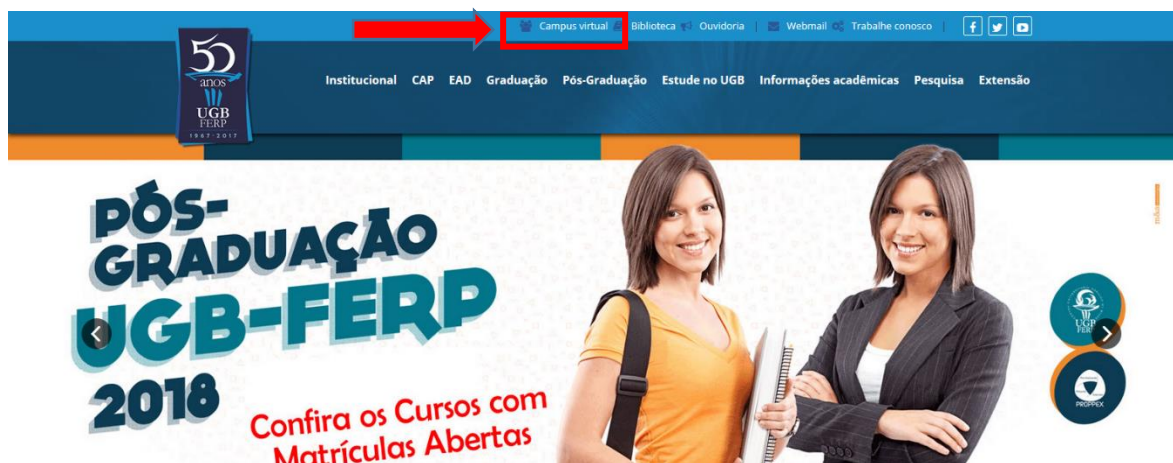 Campus virtual Biblioteca Ouvidoria | Webmail Trabalhe conosco |
50
anos
UGB
FERP
1967-2017
Institucional CAP EAD Graduação Pós-Graduação Estude no UGB Informações acadêmicas Pesquisa Extensão
PÓS-
GRADUAÇÃO
UGB-FERP
2018
Confira os Cursos com
Matrículas Abertas
UGB
FERP
PROPPEX